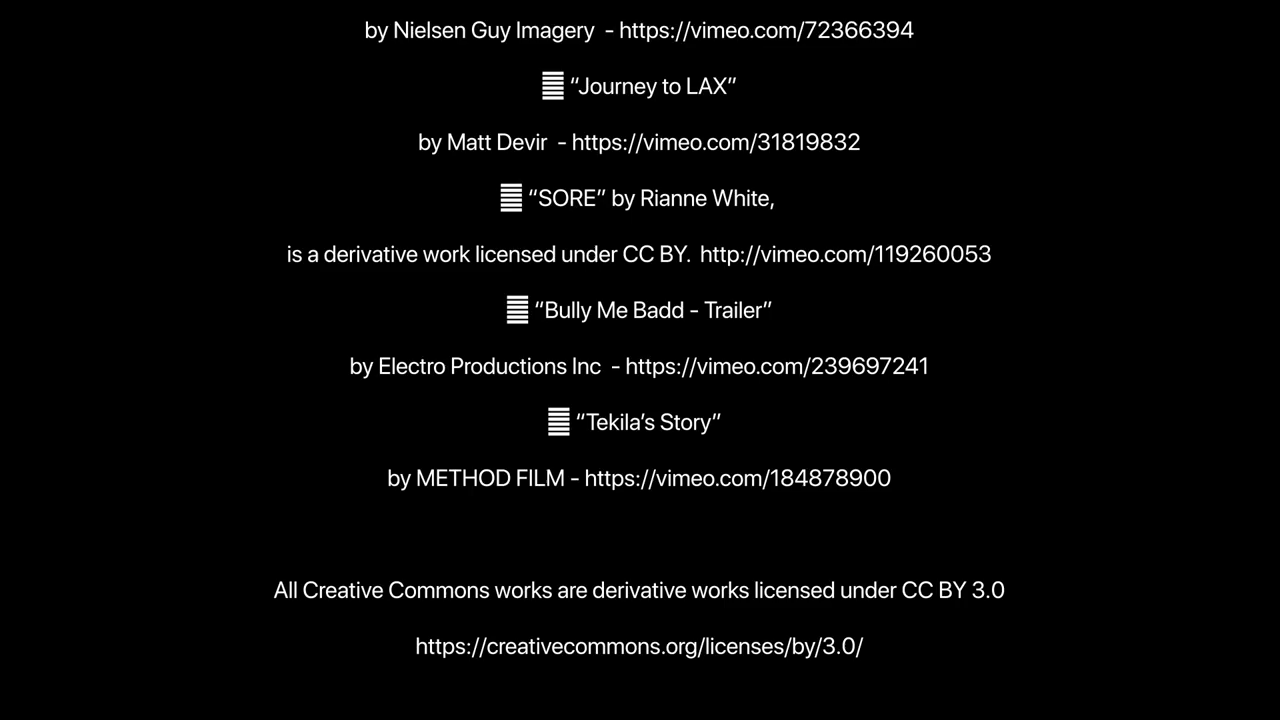 by Nielsen Guy Imagery  - https://vimeo.com/72366394
“Journey to LAX”
by Matt Devir  - https://vimeo.com/31819832
“SORE” by Rianne White,
is a derivative work licensed under CC BY.  http://vimeo.com/119260053
“Bully Me Badd - Trailer”
by Electro Productions Inc  - https://vimeo.com/239697241
“Tekila’s Story”
by METHOD FILM - https://vimeo.com/184878900
All Creative Commons works are derivative works licensed under CC BY 3.0
https://creativecommons.org/licenses/by/3.0/